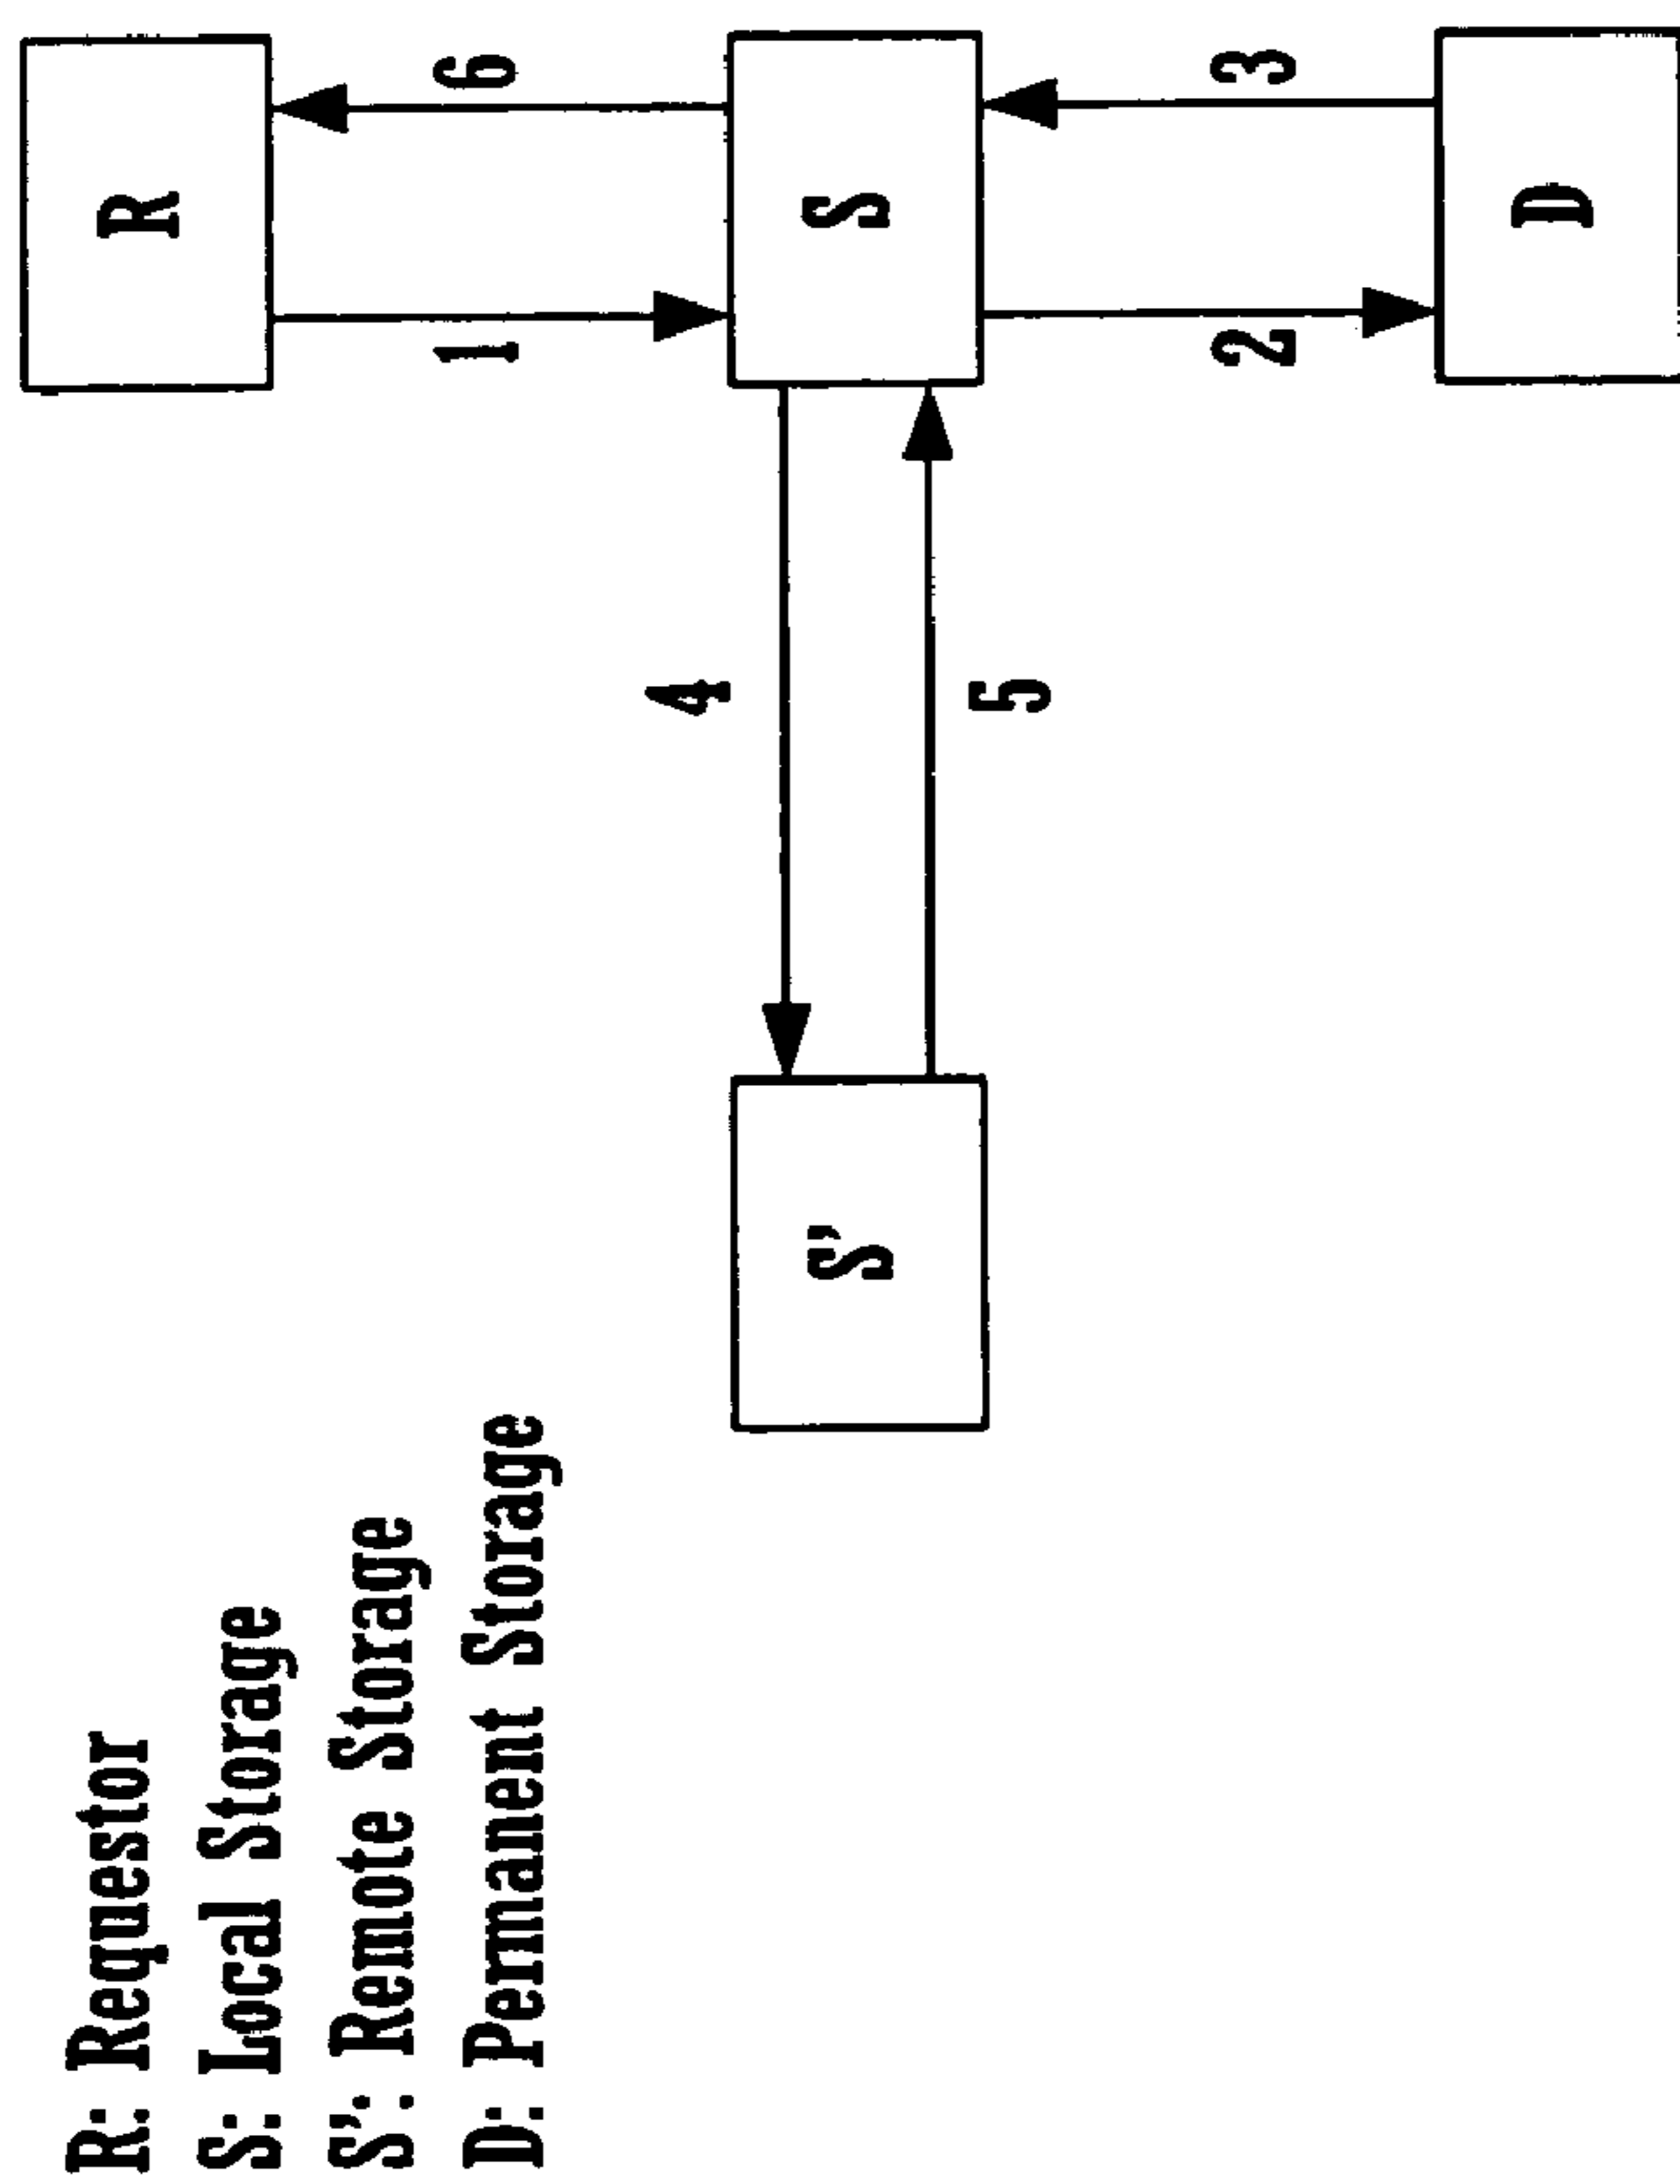 R: Requestor
S: Local Storage
S': Remote Storage
D: Permanent Storage
R
1
6
4
S'
S
5
2
3
D